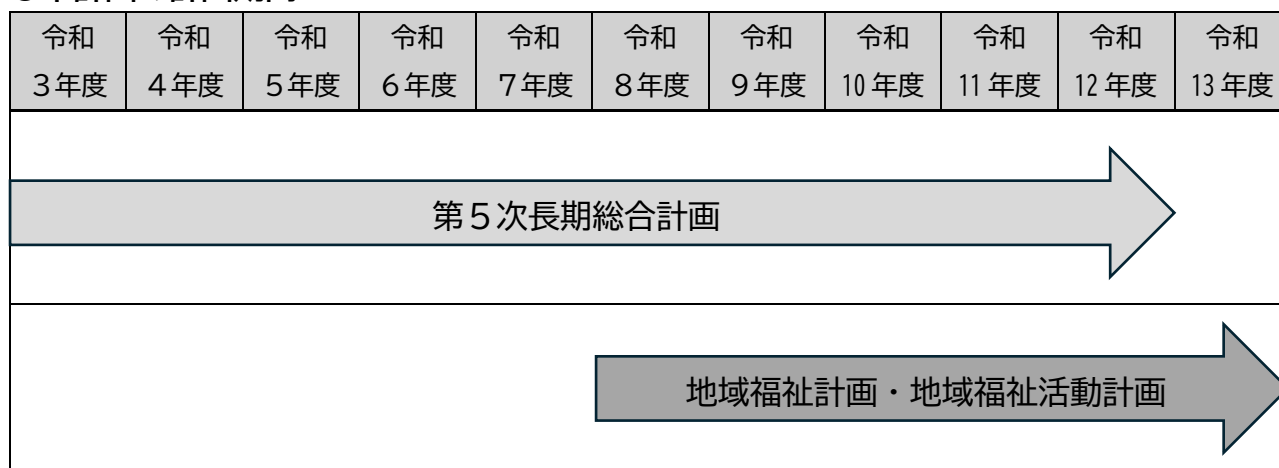 令和 令和 令和 令和 令和 令和 令和 令和 令和 令和 令和
３年度 ４年度 ５年度 ６年度 ７年度 ８年度 ９年度 10年度 11年度 12年度 13年度
第５次長期総合計画
地域福祉計画・地域福祉活動計画